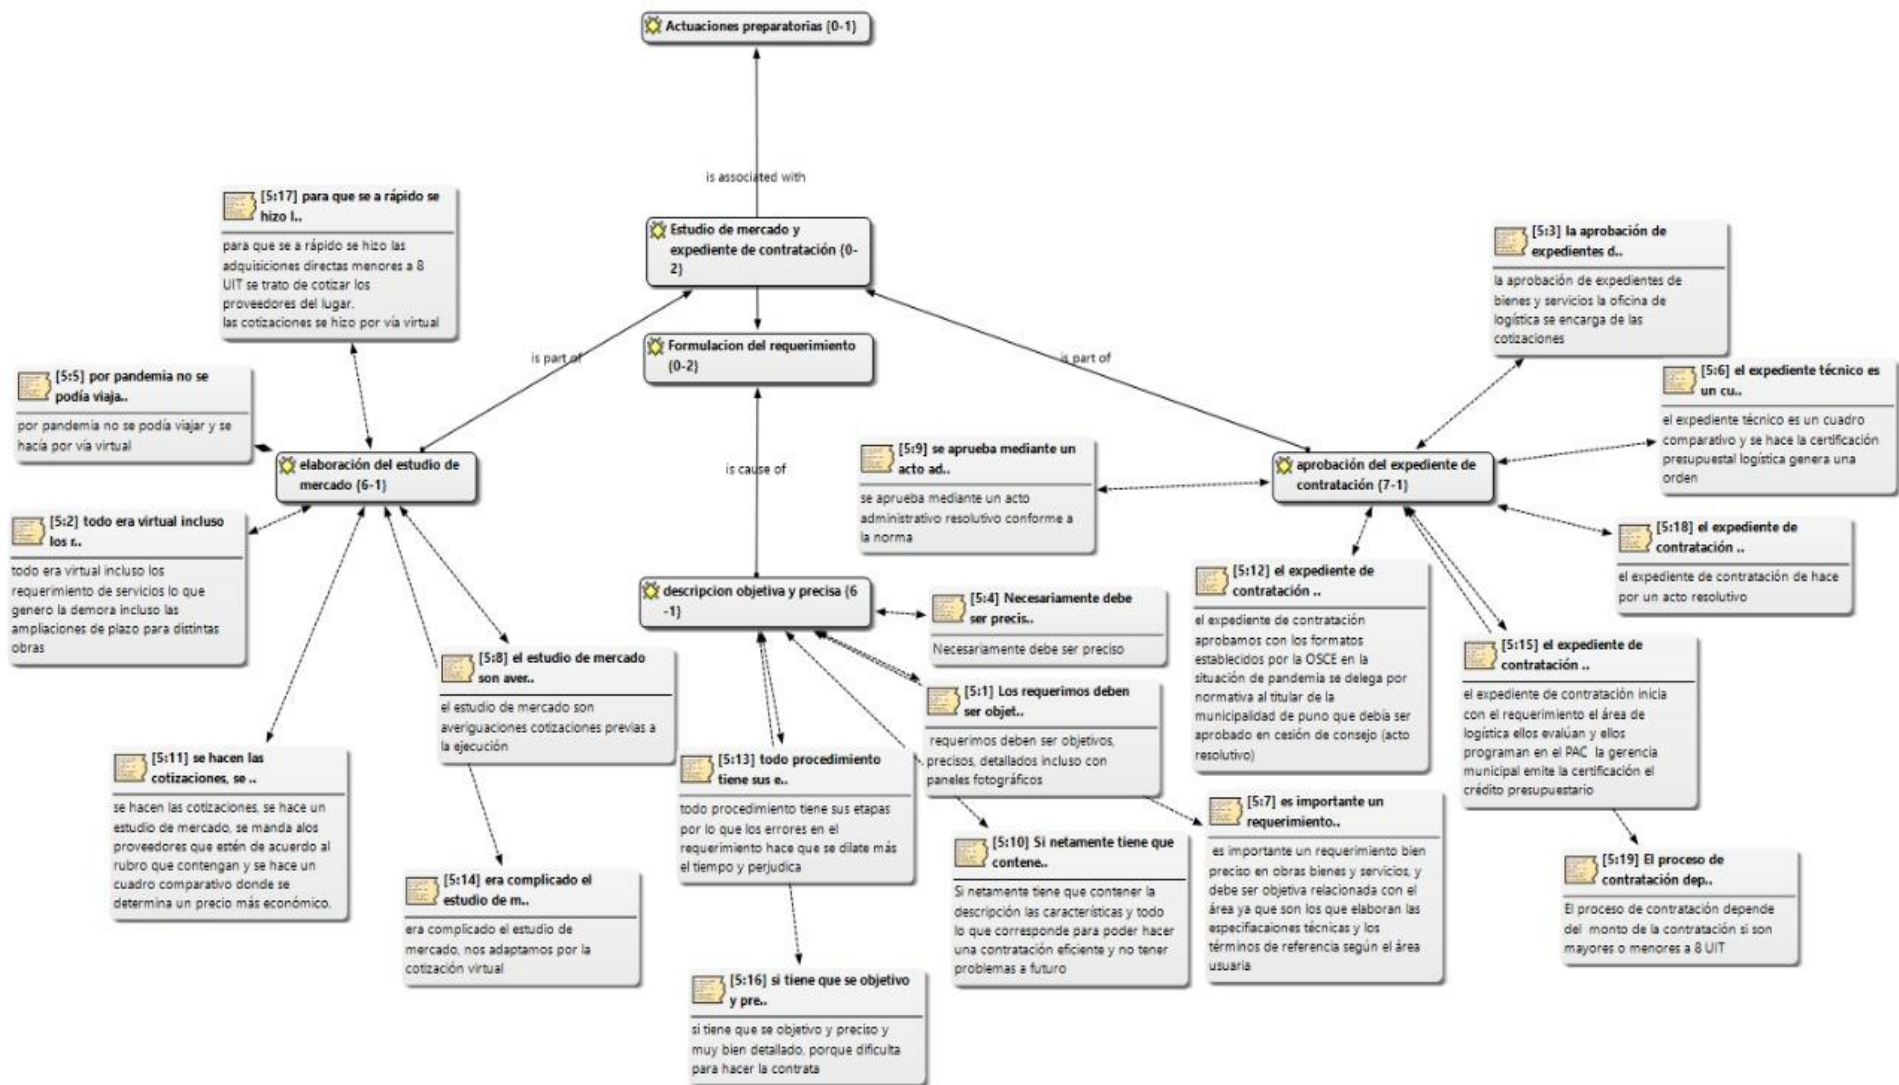 Actuaciones preparatorias {0-1}
is associated with
Estudio de mercado y
expediente de contratación {0-
2}
is part of
Formulacion del requerimiento
{0-2}
is part of
is cause of
[5:17] para que se a rápido se
hizo l..
para que se a rápido se hizo las
adquisiciones directas menores a 8
UIT se trato de cotizar los
proveedores del lugar.
las cotizaciones se hizo por vía virtual
[5:5] por pandemia no se
podía viaja..
por pandemia no se podía viajar y se
hacía por vía virtual
elaboración del estudio de
mercado {6-1}
[5:2] todo era virtual incluso
los r..
todo era virtual incluso los
requerimiento de servicios lo que
genero la demora incluso las
ampliaciones de plazo para distintas
obras
[5:8] el estudio de mercado
son aver..
el estudio de mercado son
averiguaciones cotizaciones previas a
la ejecución
[5:11] se hacen las
cotizaciones, se ..
se hacen las cotizaciones, se hace un
estudio de mercado, se manda alos
proveedores que estén de acuerdo al
rubro que contengan y se hace un
cuadro comparativo donde se
determina un precio más económico.
[5:14] era complicado el
estudio de m..
era complicado el estudio de
mercado, nos adaptamos por la
cotización virtual
descripcion objetiva y precisa {6
-1}
[5:4] Necesariamente debe
ser precis..
Necesariamente debe ser preciso
[5:1] Los requerimos deben
ser objet..
requerimos deben ser objetivos,
precisos, detallados incluso con
paneles fotográficos
[5:13] todo procedimiento
tiene sus e..
todo procedimiento tiene sus etapas
por lo que los errores en el
requerimiento hace que se dilate más
el tiempo y perjudica
[5:10] Si netamente tiene que
contene..
Si netamente tiene que contener la
descripción las características y todo
lo que corresponde para poder hacer
una contratación eficiente y no tener
problemas a futuro
[5:7] es importante un
requerimiento..
es importante un requerimiento bien
preciso en obras bienes y servicios, y
debe ser objetiva relacionada con el
área ya que son los que elaboran las
especifiacaiones técnicas y los
términos de referencia según el área
usuaria
[5:16] si tiene que se objetivo
y pre..
si tiene que se objetivo y preciso y
muy bien detallado, porque dificulta
para hacer la contrata
[5:3] la aprobación de
expedientes d..
la aprobación de expedientes de
bienes y servicios la oficina de
logística se encarga de las
cotizaciones
[5:6] el expediente técnico es
un cu..
el expediente técnico es un cuadro
comparativo y se hace la certificación
presupuestal logística genera una
orden
[5:9] se aprueba mediante un
acto ad..
se aprueba mediante un acto
administrativo resolutivo conforme a
la norma
aprobación del expediente de
contratación {7-1}
[5:18] el expediente de
contratación ..
el expediente de contratación de hace
por un acto resolutivo
[5:12] el expediente de
contratación ..
el expediente de contratación
aprobamos con los formatos
establecidos por la OSCE en la
situación de pandemia se delega por
normativa al titular de la
municipalidad de puno que debía ser
aprobado en cesión de consejo (acto
resolutivo)
[5:15] el expediente de
contratación ..
el expediente de contratación inicia
con el requerimiento el área de
logística ellos evalúan y ellos
programan en el PAC la gerencia
municipal emite la certificación el
crédito presupuestario
[5:19] El proceso de
contratación dep..
El proceso de contratación depende
del monto de la contratación si son
mayores o menores a 8 UIT